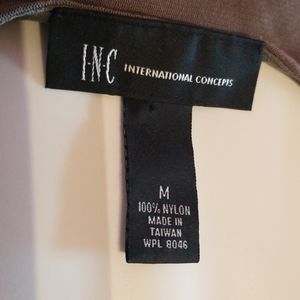 I·N·C INTERNATIONAL CONCEPTS
M
100% NYLON
MADE IN
TAIWAN
WPL 8046